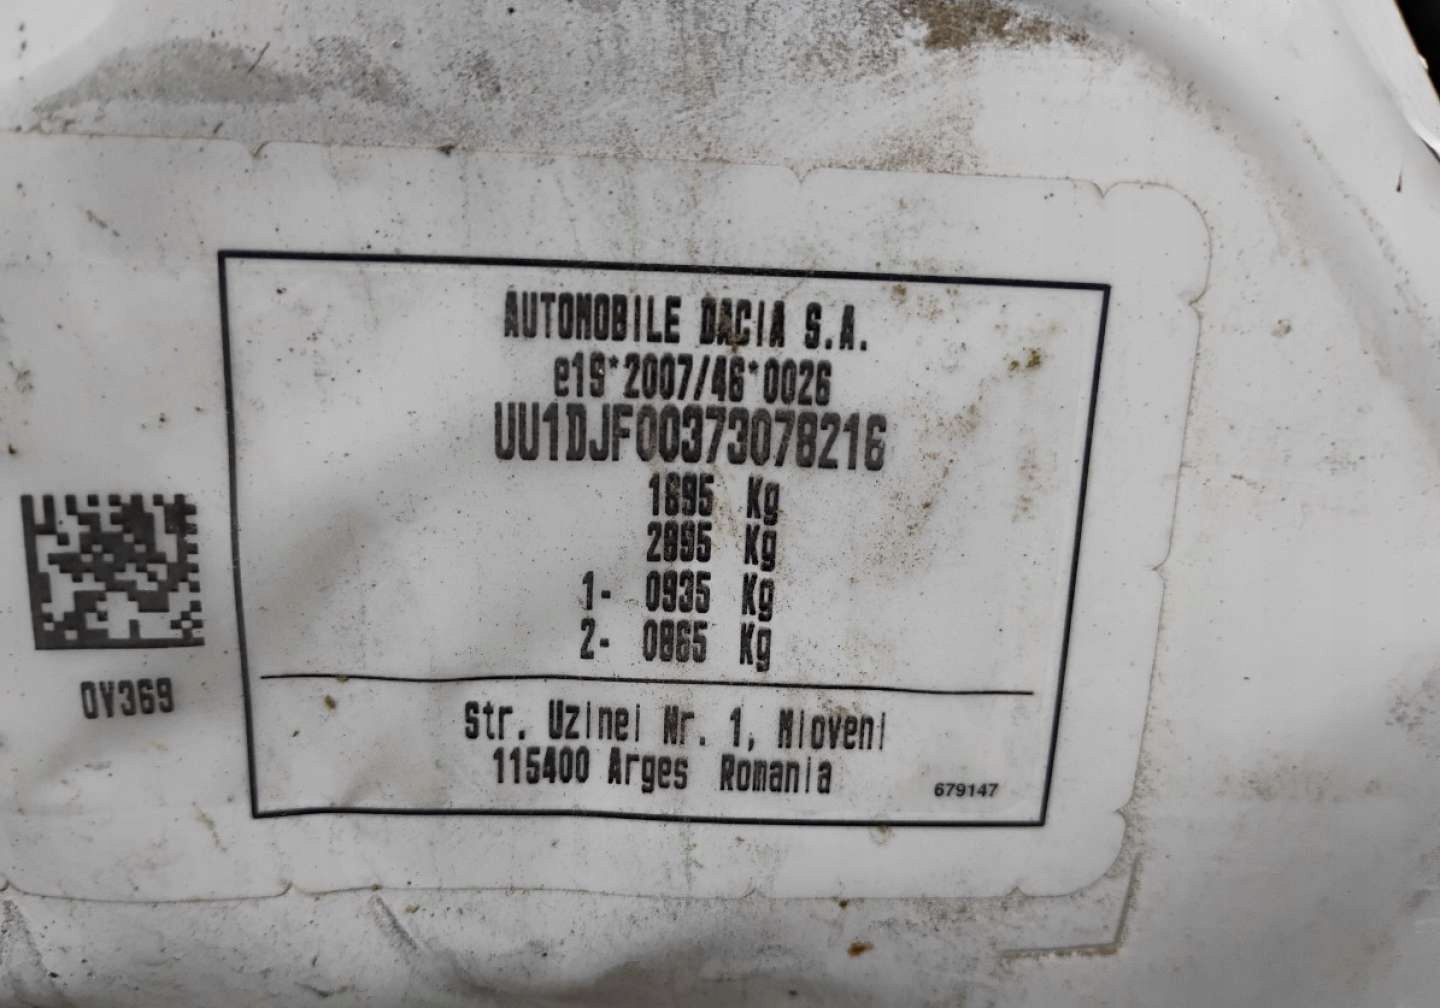 AUTOMOBILE DACIA S.A.
e19*2007/46*0026
UU1DJF00373078216
1695 Kg
2895 Kg
1- 0935 Kg
2- 0865 Kg
0V369
Str. Uzinei Nr. 1, Mioveni
115400 Arges Romania
679147